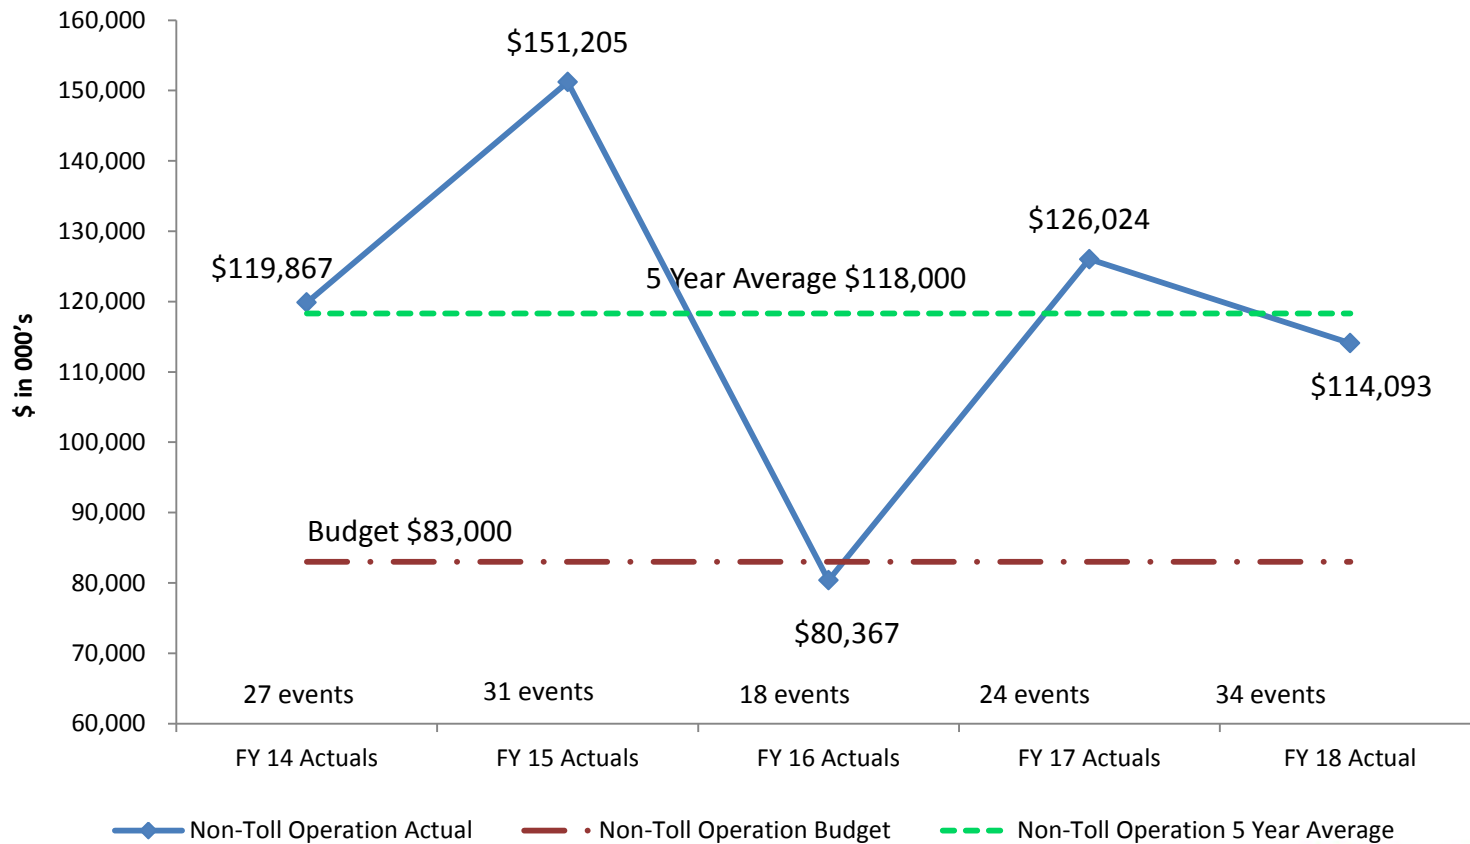 160,000
150,000
140,000
130,000
120,000
110,000
100,000
90,000
80,000
70,000
60,000
$ in 000’s
$151,205
$126,024
$119,867
5 Year Average $118,000
$114,093
Budget $83,000
$80,367
27 events
31 events
18 events
24 events
34 events
FY 14 Actuals
FY 15 Actuals
FY 16 Actuals
FY 17 Actuals
FY 18 Actual
Non-Toll Operation Actual
Non-Toll Operation Budget
Non-Toll Operation 5 Year Average